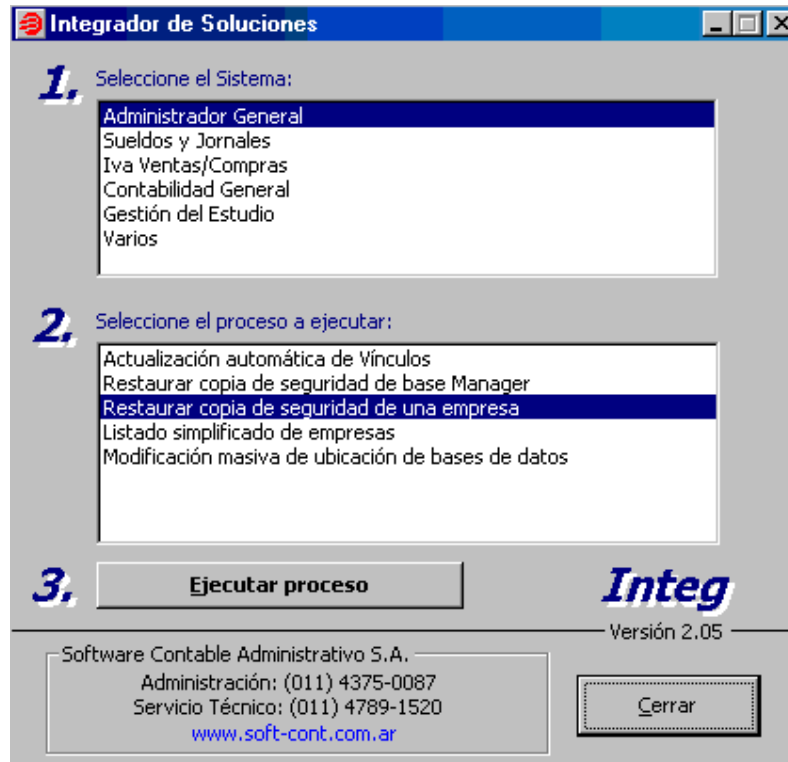 Integrador de Soluciones
1. Seleccione el Sistema:
Administrador General
Sueldos y Jornales
Iva Ventas/Compras
Contabilidad General
Gestión del Estudio
Varios
2. Seleccione el proceso a ejecutar:
Actualización automática de Vínculos
Restaurar copia de seguridad de base Manager
Restaurar copia de seguridad de una empresa
Listado simplificado de empresas
Modificación masiva de ubicación de bases de datos
3. Ejecutar proceso
Integ
Versión 2.05
Software Contable Administrativo S.A.
Administración: (011) 4375-0087
Servicio Técnico: (011) 4789-1520
www.soft-cont.com.ar
Cerrar